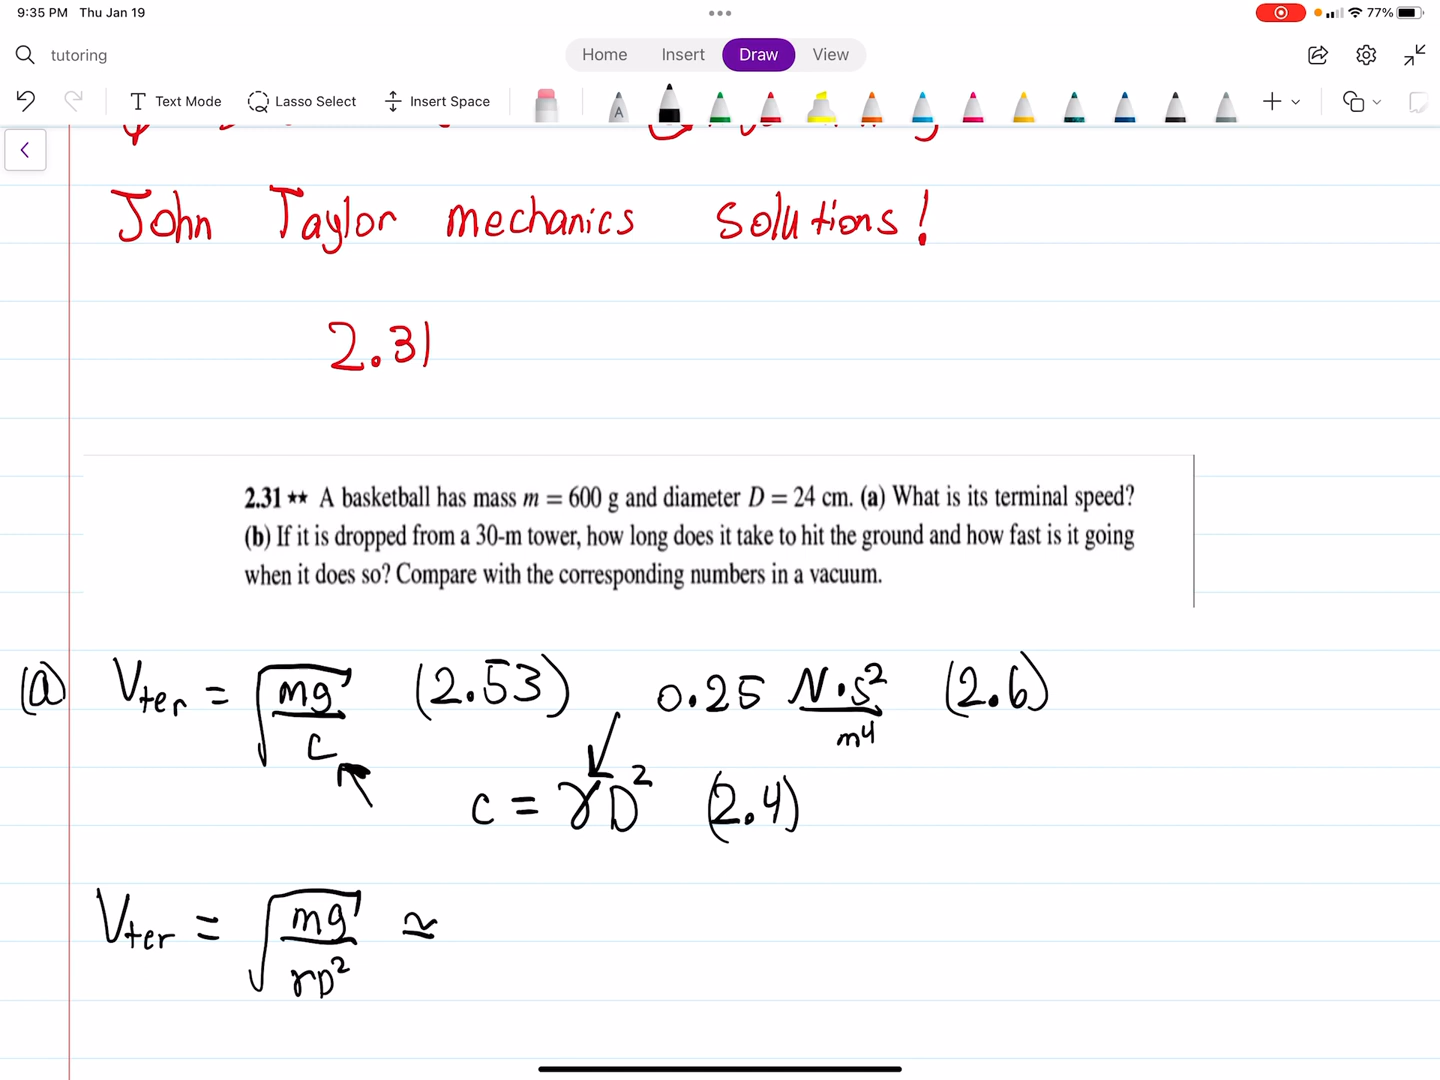 9:35 PM Thu Jan 19
77%
tutoring
Home Insert Draw View
Text Mode Lasso Select Insert Space
John Taylor mechanics solutions!
2.31
2.31 ★★ A basketball has mass m = 600 g and diameter D = 24 cm. (a) What is its terminal speed?
(b) If it is dropped from a 30-m tower, how long does it take to hit the ground and how fast is it going
when it does so? Compare with the corresponding numbers in a vacuum.
(a) Vter = √(mg/c) (2.53) 0.25 N·s²/m⁴ (2.6)
c = γD² (2.4)
Vter = √(mg/γD²) ≃